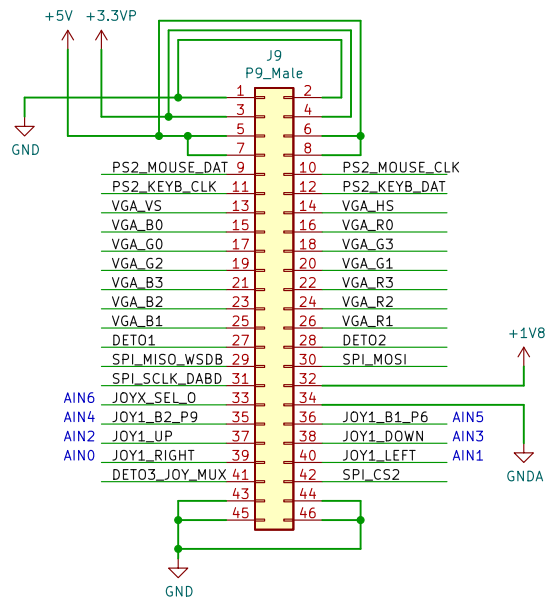 +5V +3.3VP
J9
P9_Male
1 2
3 4
5 6
GND
7 8
PS2_MOUSE_DAT 9 10 PS2_MOUSE_CLK
PS2_KEYB_CLK 11 12 PS2_KEYB_DAT
VGA_VS 13 14 VGA_HS
VGA_B0 15 16 VGA_R0
VGA_G0 17 18 VGA_G3
VGA_G2 19 20 VGA_G1
VGA_B3 21 22 VGA_R3
VGA_B2 23 24 VGA_R2
VGA_B1 25 26 VGA_R1
+1V8
DETO1 27 28 DETO2
SPI_MISO_WSDB 29 30 SPI_MOSI
SPI_SCLK_DABD 31 32
AIN6 JOYX_SEL_O 33 34
AIN4 JOY1_B2_P9 35 36 JOY1_B1_P6 AIN5
AIN2 JOY1_UP 37 38 JOY1_DOWN AIN3
AIN0 JOY1_RIGHT 39 40 JOY1_LEFT AIN1
DETO3_JOY_MUX 41 42 SPI_CS2
GNDA
43 44
45 46
GND